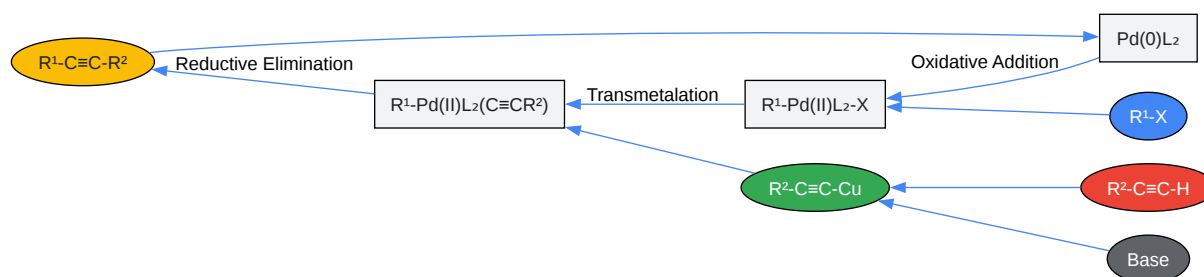 Pd(0)L₂
R¹-C≡C-R²
Reductive Elimination
Oxidative Addition
R¹-Pd(II)L₂(C≡CR²)
Transmetalation
R¹-Pd(II)L₂-X
R¹-X
R²-C≡C-Cu
R²-C≡C-H
Base